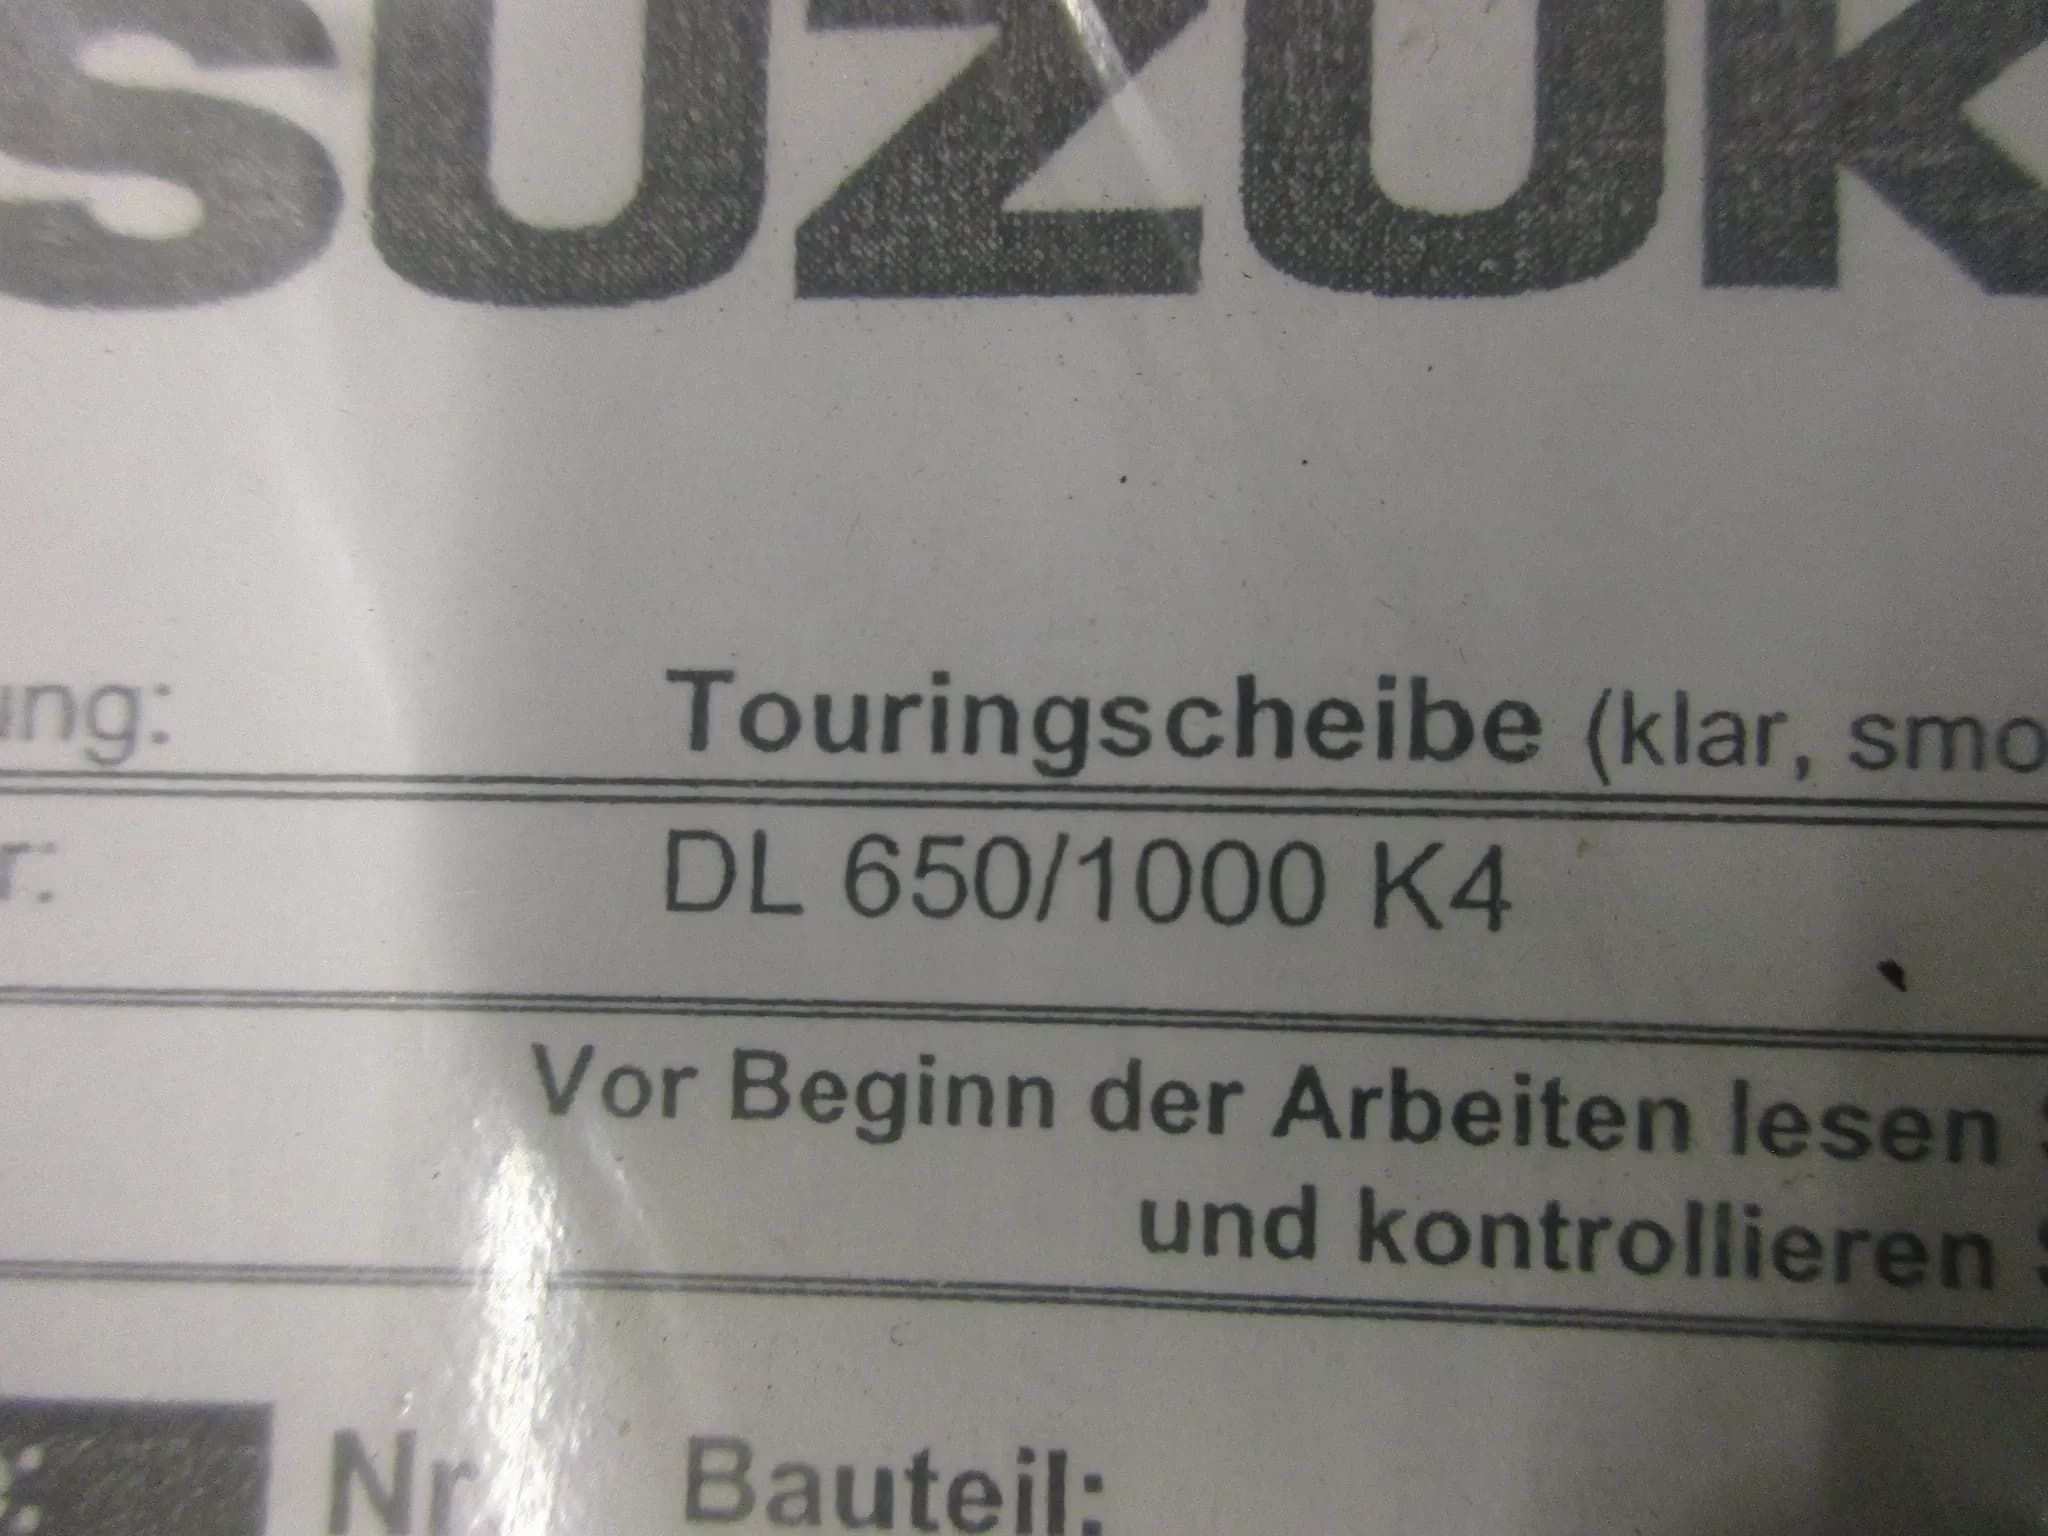 SUZUK
ung:
Touringscheibe (klar, smo
r:
DL 650/1000 K4
Vor Beginn der Arbeiten lesen
und kontrollieren
Nr
Bauteil: